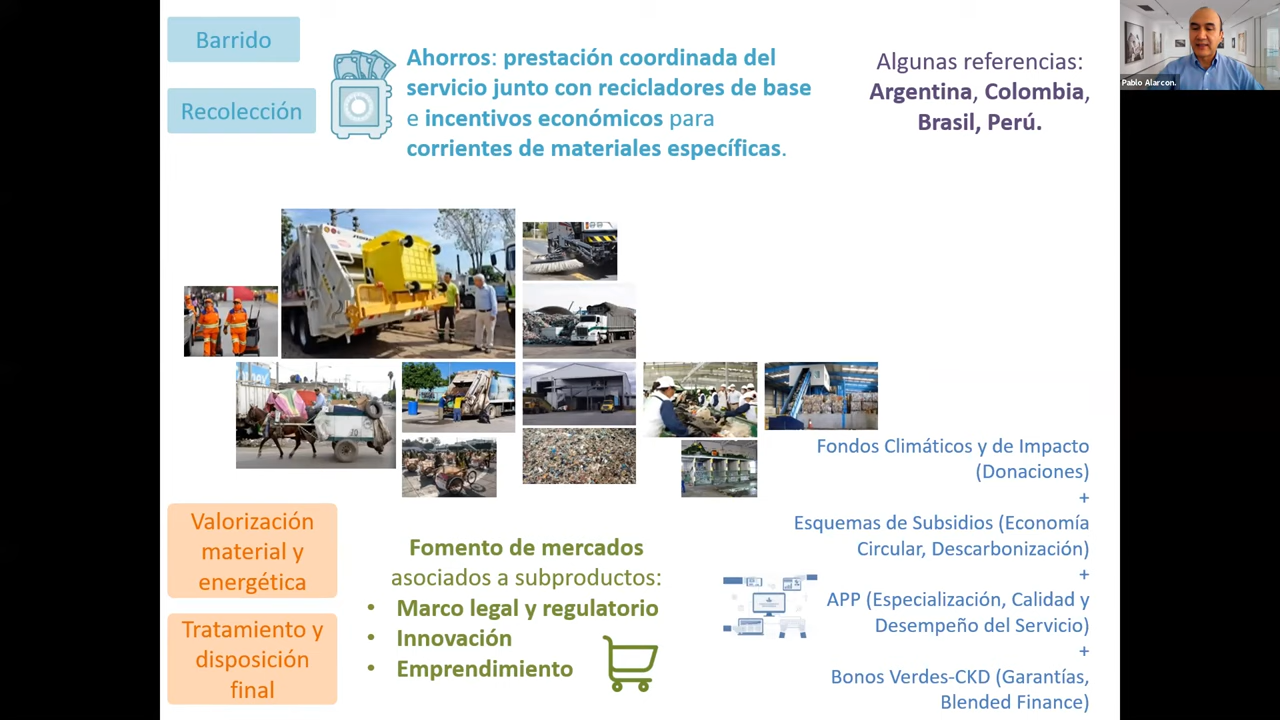 Barrido
Recolección
Ahorros: prestación coordinada del
servicio junto con recicladores de base
e incentivos económicos para
corrientes de materiales específicas.
Algunas referencias:
Argentina, Colombia,
Brasil, Perú.
Pablo Alarcon.
Fondos Climáticos y de Impacto
(Donaciones)
+
Esquemas de Subsidios (Economía
Circular, Descarbonización)
+
APP (Especialización, Calidad y
Desempeño del Servicio)
+
Bonos Verdes-CKD (Garantías,
Blended Finance)
Valorización
material y
energética
Tratamiento y
disposición
final
Fomento de mercados
asociados a subproductos:
• Marco legal y regulatorio
• Innovación
• Emprendimiento